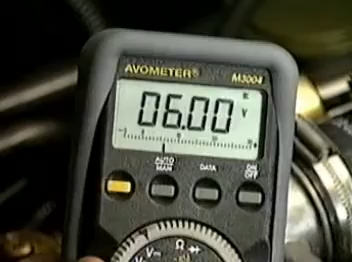 AVOMETER® M3004
06.00
V
AUTO
MAN
DATA
ON
OFF
V~
Ω